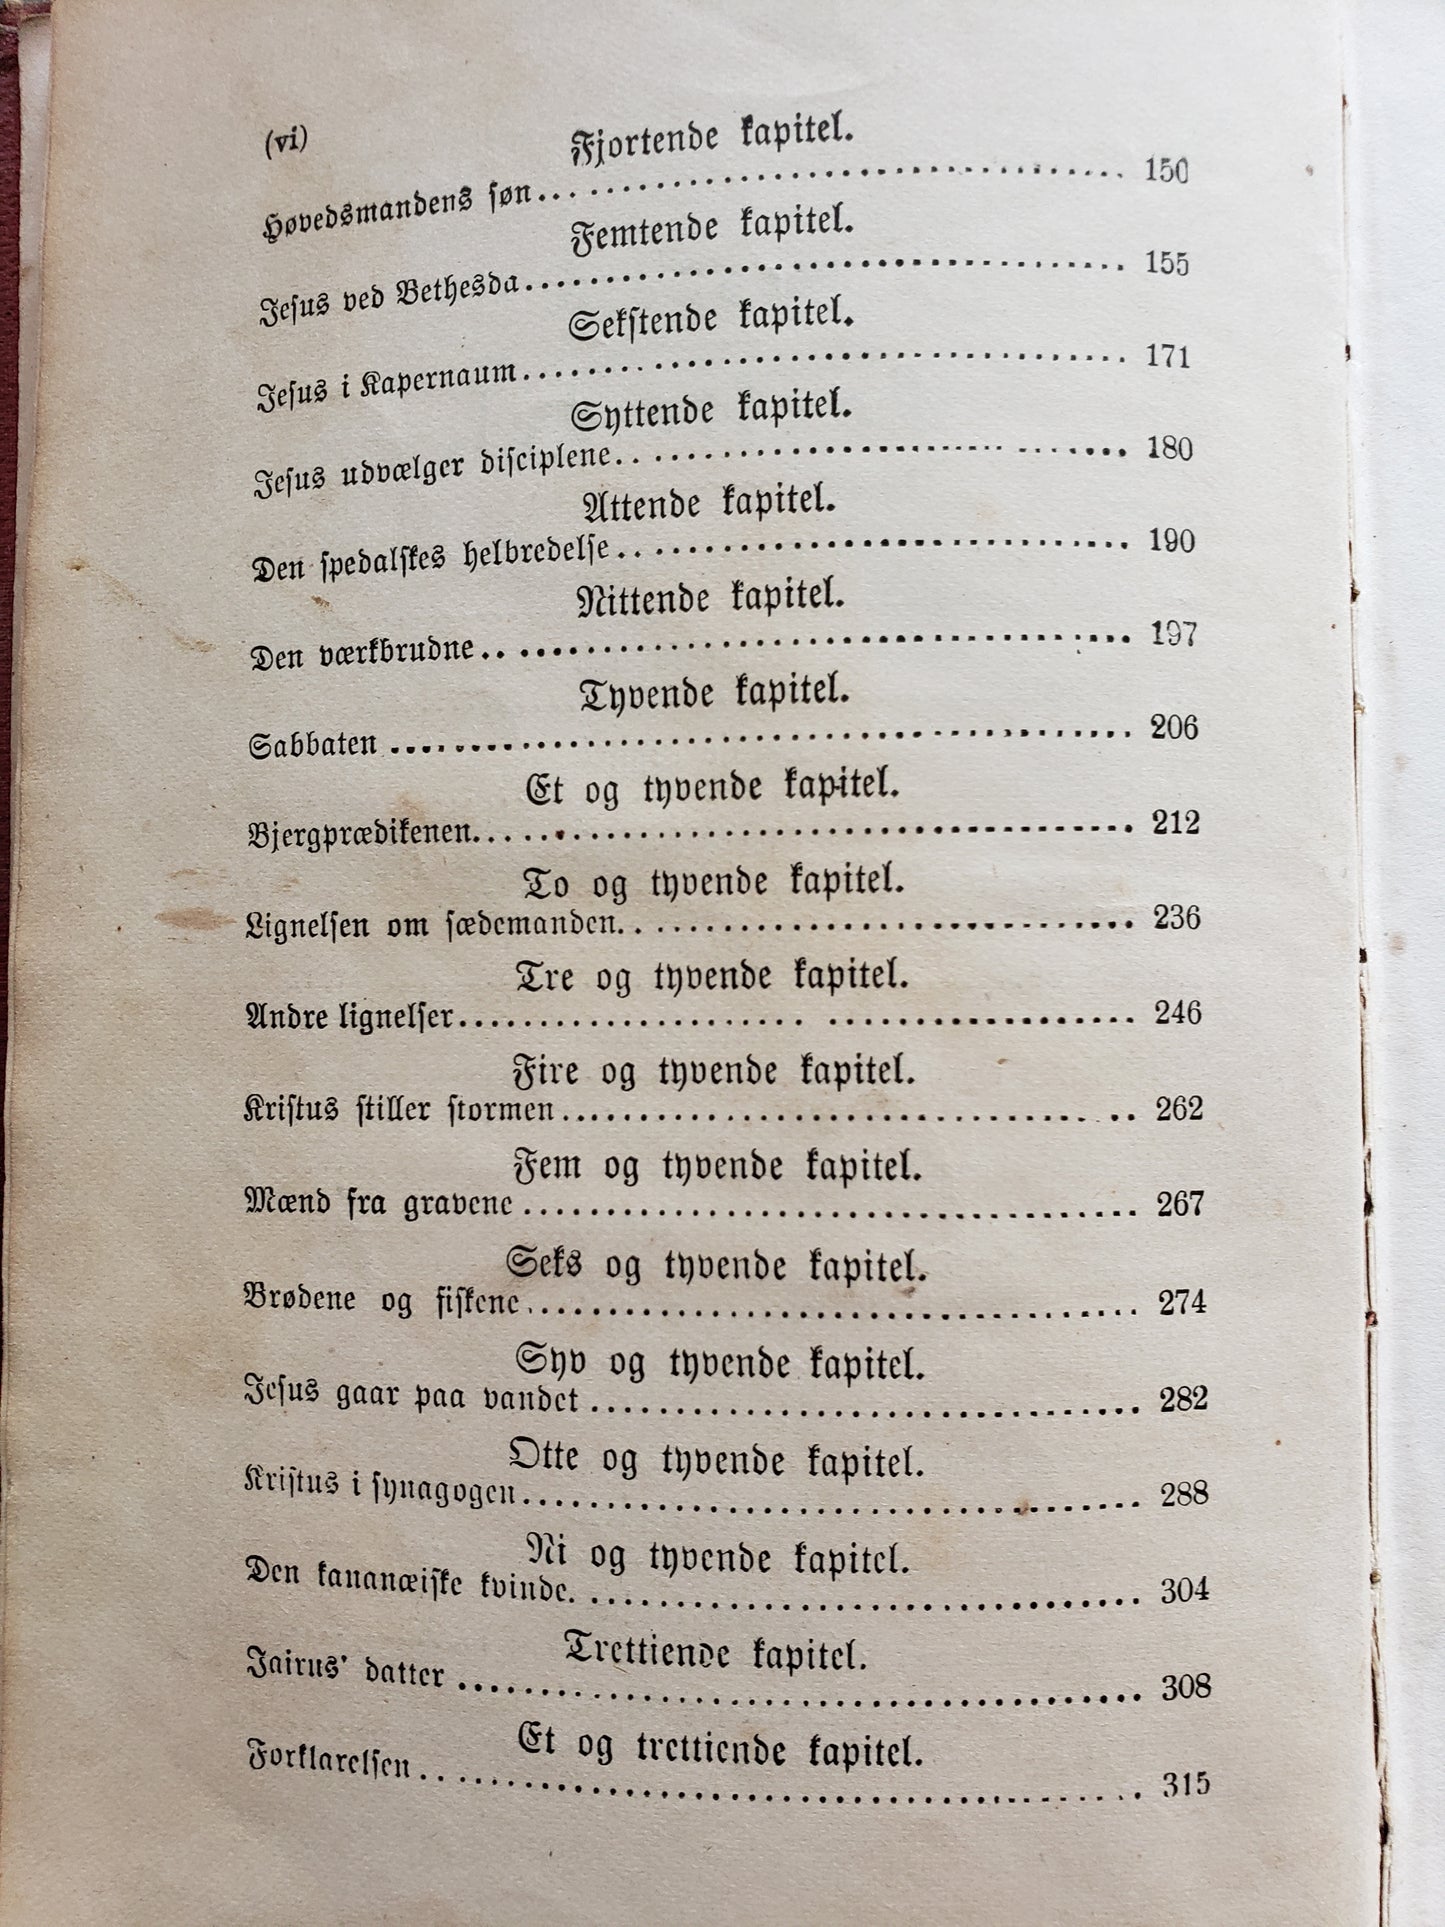 (vi)
Fjortende kapitel.
Høvedsmandens søn........................................ 150
Femtende kapitel.
Jesus ved Bethesda........................................ 155
Sekstende kapitel.
Jesus i Kapernaum........................................ 171
Syttende kapitel.
Jesus udvælger disciplene........................................ 180
Attende kapitel.
Den spedalskes helbredelse........................................ 190
Nittende kapitel.
Den værkbrudne........................................ 197
Tyvende kapitel.
Sabbaten ........................................ 206
Et og tyvende kapitel.
Bjergprædikenen........................................ 212
To og tyvende kapitel.
Lignelsen om sædemanden........................................ 236
Tre og tyvende kapitel.
Andre lignelser........................................ 246
Fire og tyvende kapitel.
Kristus stiller stormen........................................ 262
Fem og tyvende kapitel.
Mænd fra gravene ........................................ 267
Seks og tyvende kapitel.
Brødene og fiskene........................................ 274
Syv og tyvende kapitel.
Jesus gaar paa vandet ........................................ 282
Otte og tyvende kapitel.
Kristus i synagogen........................................ 288
Ni og tyvende kapitel.
Den kananæiske kvinde........................................ 304
Trettiende kapitel.
Jairus' datter ........................................ 308
Et og trettiende kapitel.
Forklarelsen ........................................ 315